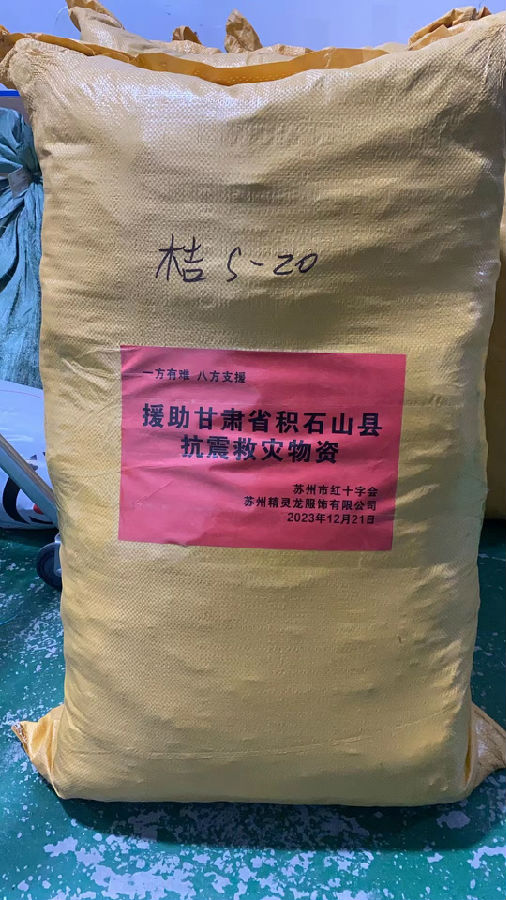 桔 S-20
一方有难 八方支援
援助甘肃省积石山县
抗震救灾物资
苏州市红十字会
苏州精灵龙服饰有限公司
2023年12月21日